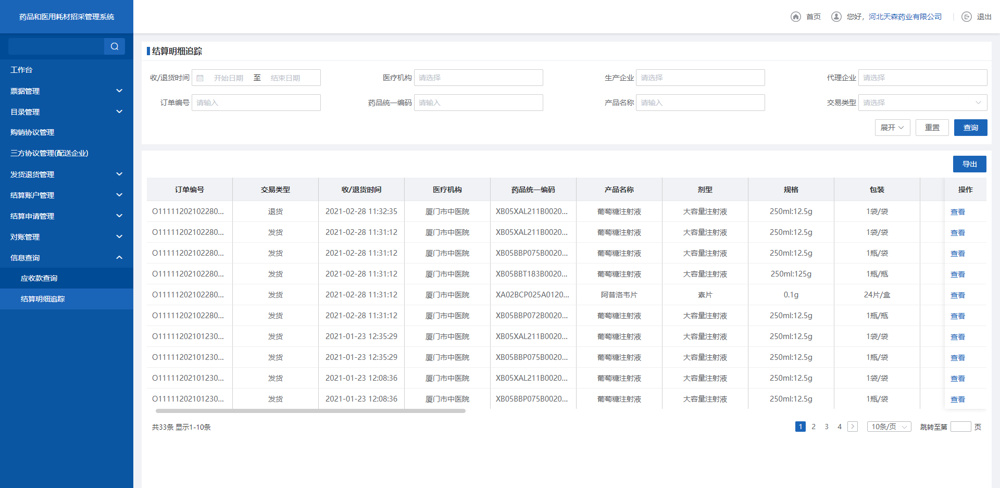 药品和医用耗材招采管理系统
首页 您好，河北天森药业有限公司 退出
工作台
票据管理
目录管理
购销协议管理
三方协议管理(配送企业)
发货退货管理
结算账户管理
结算申请管理
对账管理
信息查询
应收款查询
结算明细追踪
结算明细追踪
收/退货时间 开始日期 至 结束日期 医疗机构 请选择 生产企业 请选择 代理企业 请选择
订单编号 请输入 药品统一编码 请输入 产品名称 请输入 交易类型 请选择
展开 重置 查询
导出
订单编号 交易类型 收/退货时间 医疗机构 药品统一编码 产品名称 剂型 规格 包装 操作
O11111202102280... 退货 2021-02-28 11:32:35 厦门市中医院 XB05XAL211B0020... 葡萄糖注射液 大容量注射液 250ml:12.5g 1袋/袋 查看
O11111202102280... 发货 2021-02-28 11:31:12 厦门市中医院 XB05XAL211B0020... 葡萄糖注射液 大容量注射液 250ml:12.5g 1袋/袋 查看
O11111202102280... 发货 2021-02-28 11:31:12 厦门市中医院 XB05BBP075B0020... 葡萄糖注射液 大容量注射液 250ml:12.5g 1瓶/袋 查看
O11111202102280... 发货 2021-02-28 11:31:12 厦门市中医院 XB05BBT183B0020... 葡萄糖注射液 大容量注射液 250ml:125g 1瓶/瓶 查看
O11111202102280... 发货 2021-02-28 11:31:12 厦门市中医院 XA02BCP025A0120... 阿昔洛韦片 素片 0.1g 24片/盒 查看
O11111202102280... 发货 2021-02-28 11:31:12 厦门市中医院 XB05BBP072B0020... 葡萄糖注射液 大容量注射液 250ml:12.5g 1瓶/瓶 查看
O11111202101230... 发货 2021-01-23 12:35:29 厦门市中医院 XB05XAL211B0020... 葡萄糖注射液 大容量注射液 250ml:12.5g 1袋/袋 查看
O11111202101230... 发货 2021-01-23 12:35:29 厦门市中医院 XB05BBP075B0020... 葡萄糖注射液 大容量注射液 250ml:12.5g 1瓶/袋 查看
O11111202101230... 发货 2021-01-23 12:08:36 厦门市中医院 XB05XAL211B0020... 葡萄糖注射液 大容量注射液 250ml:12.5g 1袋/袋 查看
O11111202101230... 发货 2021-01-23 12:08:36 厦门市中医院 XB05BBP075B0020... 葡萄糖注射液 大容量注射液 250ml:12.5g 1瓶/袋 查看
共33条 显示1-10条 1 2 3 4 10条/页 跳转至第 页